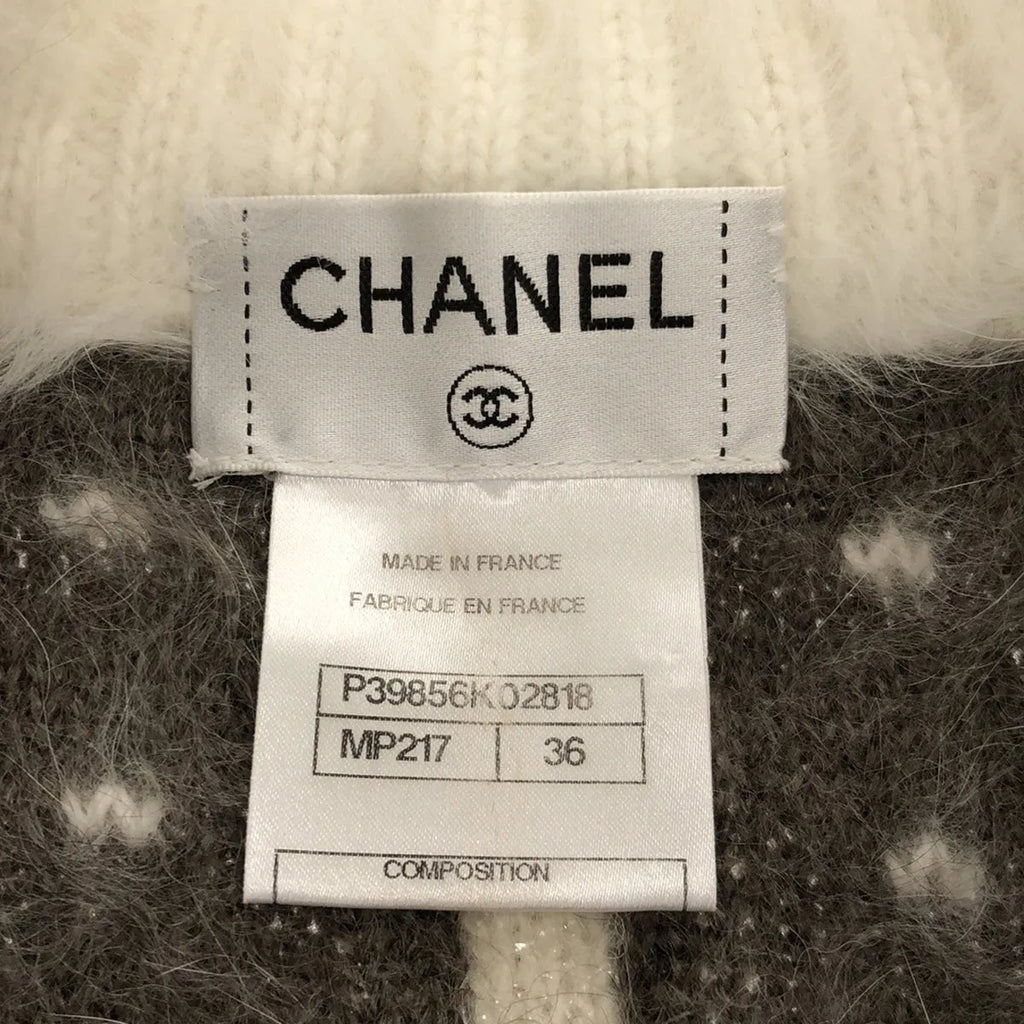 CHANEL
MADE IN FRANCE
FABRIQUE EN FRANCE
P39856K02818
MP217 36
COMPOSITION